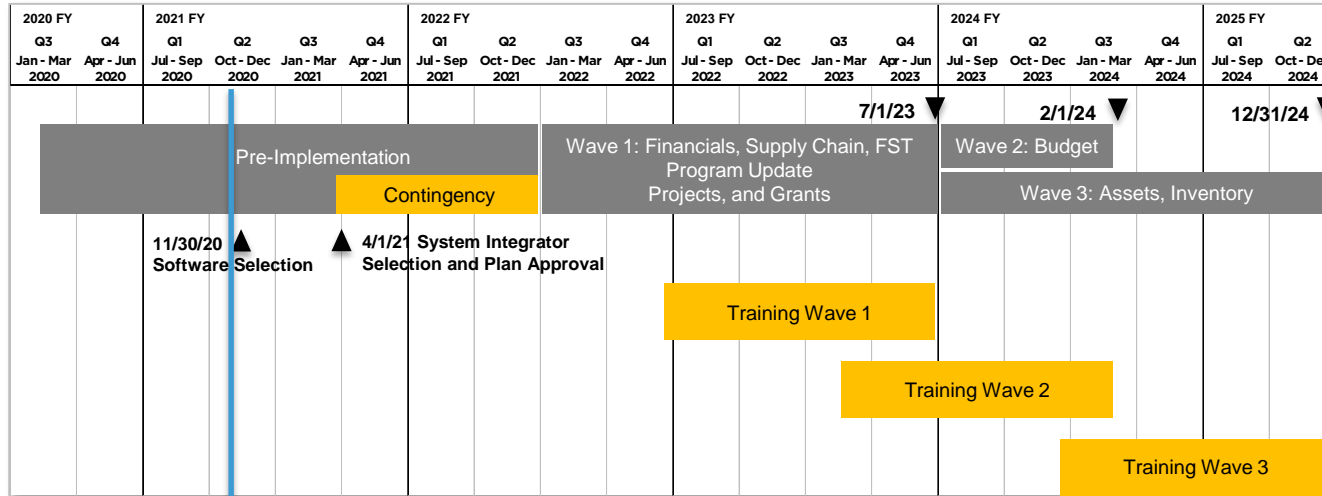 2020 FY 2021 FY 2022 FY 2023 FY 2024 FY 2025 FY
Q3 Q4 Q1 Q2 Q3 Q4 Q1 Q2 Q3 Q4 Q1 Q2 Q3 Q4 Q1 Q2 Q3 Q4 Q1 Q2
Jan - Mar Apr - Jun Jul - Sep Oct - Dec Jan - Mar Apr - Jun Jul - Sep Oct - Dec Jan - Mar Apr - Jun Jul - Sep Oct - Dec Jan - Mar Apr - Jun Jul - Sep Oct - Dec Jan - Mar Apr - Jun Jul - Sep Oct - De
2020 2020 2020 2020 2021 2021 2021 2021 2022 2022 2022 2022 2023 2023 2023 2023 2024 2024 2024 2024
7/1/23 2/1/24 12/31/24
Pre-Implementation
Contingency
Wave 1: Financials, Supply Chain, FST
Program Update
Projects, and Grants
Wave 2: Budget
Wave 3: Assets, Inventory
11/30/20
Software Selection
4/1/21 System Integrator
Selection and Plan Approval
Training Wave 1
Training Wave 2
Training Wave 3